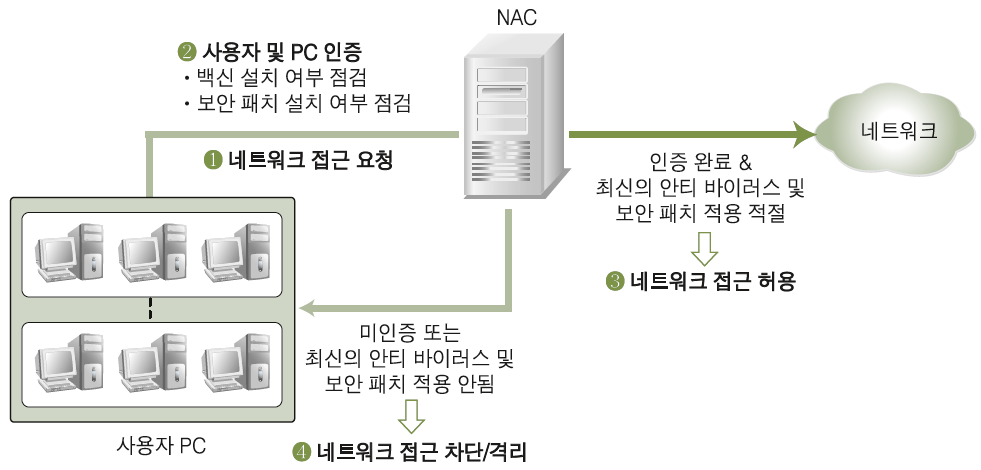 NAC
❷ 사용자 및 PC 인증
· 백신 설치 여부 점검
· 보안 패치 설치 여부 점검
❶ 네트워크 접근 요청
네트워크
인증 완료 &
최신의 안티 바이러스 및
보안 패치 적용 적절
❸ 네트워크 접근 허용
미인증 또는
최신의 안티 바이러스 및
보안 패치 적용 안됨
❹ 네트워크 접근 차단/격리
사용자 PC